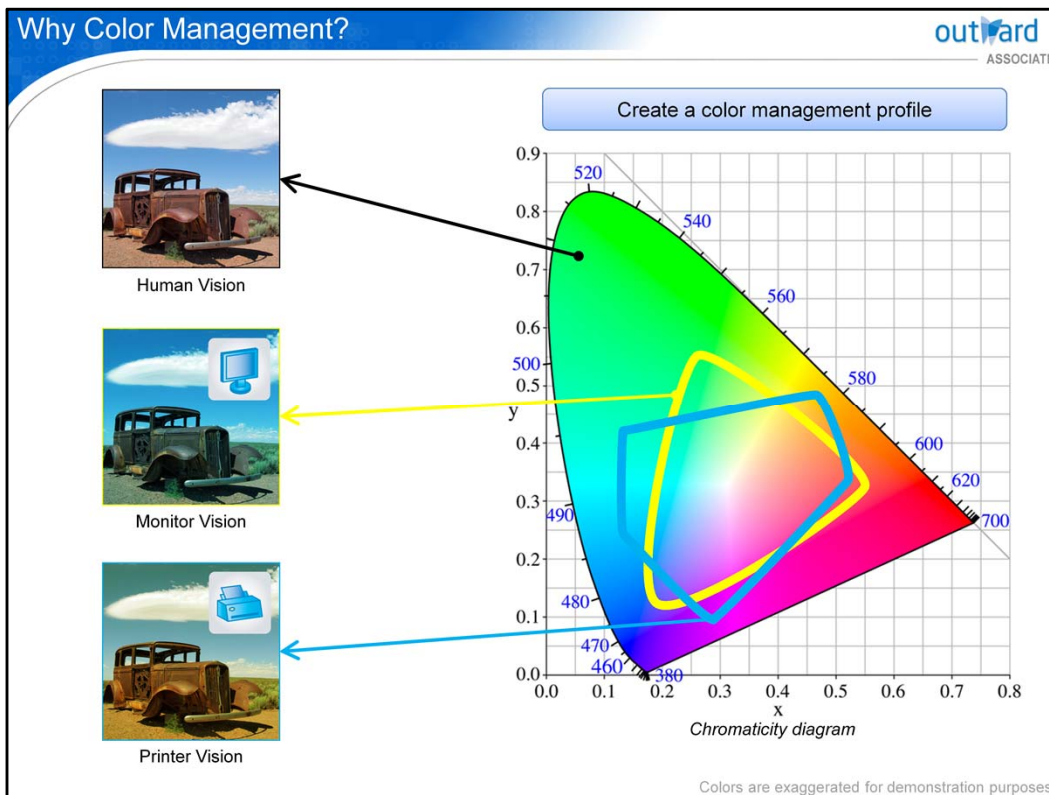 Why Color Management?
outward
ASSOCIAT
Create a color management profile
Human Vision
Monitor Vision
Printer Vision
0.9
0.8
0.7
0.6
0.5
0.4
0.3
0.2
0.1
0.0
y
520
540
560
580
600
620
700
500
490
480
470
460
380
0.0 0.1 0.2 0.3 0.4 0.5 0.6 0.7 0.8
x
Chromaticity diagram
Colors are exaggerated for demonstration purposes